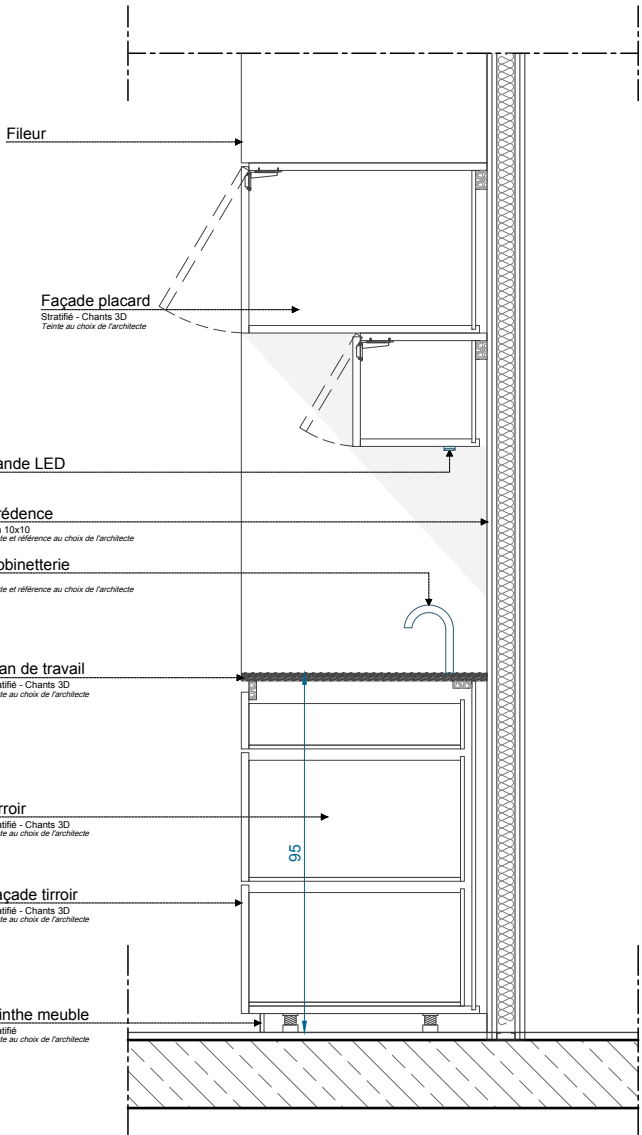 Fileur
Façade placard
Stratifié - Chants 3D
Teinte au choix de l'architecte
ande LED
rédence
10x10
te et référence au choix de l'architecte
obinetterie
te et référence au choix de l'architecte
an de travail
atifié - Chants 3D
te au choix de l'architecte
rroir
atifié - Chants 3D
te au choix de l'architecte
95
açade tirroir
atifié - Chants 3D
te au choix de l'architecte
inthe meuble
atifié
te au choix de l'architecte